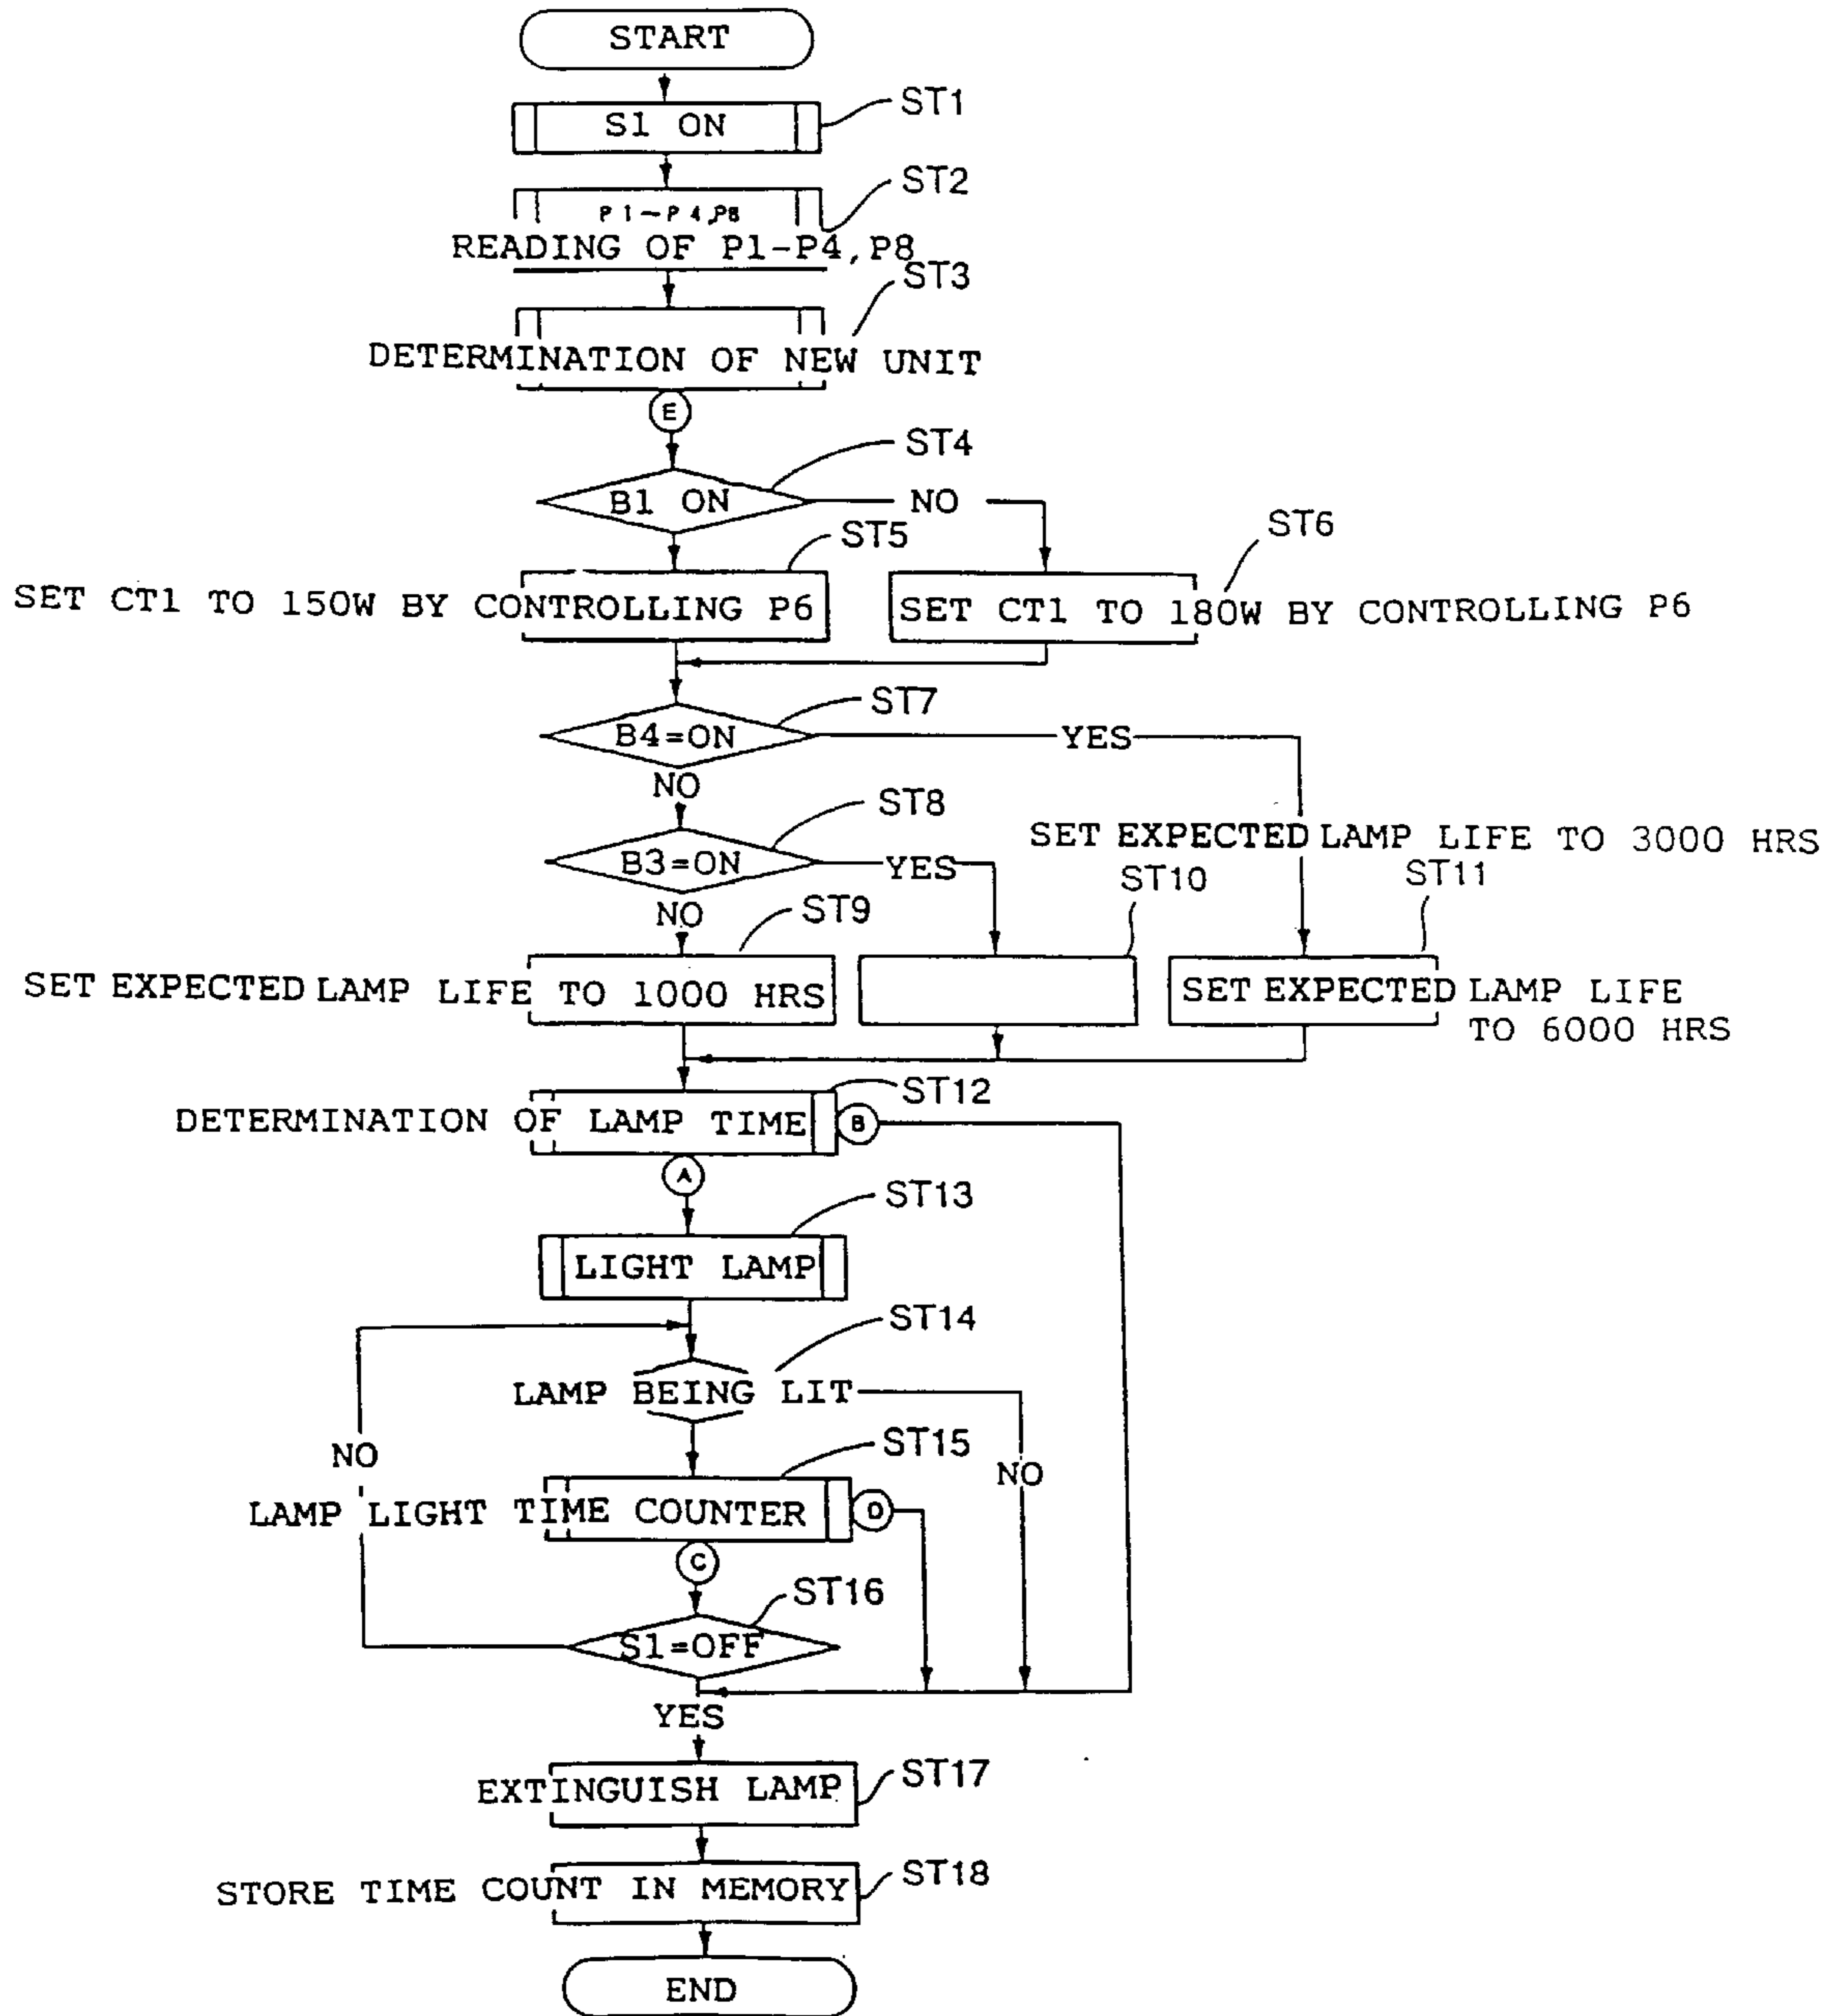 START
S1 ON
ST1
ST2
P1-P4,P8
READING OF P1-P4,P8
ST3
DETERMINATION OF NEW UNIT
E
ST4
B1 ON
NO
ST5
ST6
SET CT1 TO 150W BY CONTROLLING P6
SET CT1 TO 180W BY CONTROLLING P6
ST7
B4=ON
YES
NO
ST8
B3=ON
YES
SET EXPECTED LAMP LIFE TO 3000 HRS
ST10
ST11
NO
ST9
SET EXPECTED LAMP LIFE TO 1000 HRS
SET EXPECTED LAMP LIFE
TO 6000 HRS
ST12
DETERMINATION OF LAMP TIME
B
A
ST13
LIGHT LAMP
ST14
LAMP BEING LIT
NO
ST15
NO
LAMP LIGHT TIME COUNTER
D
C
ST16
S1=OFF
YES
EXTINGUISH LAMP
ST17
STORE TIME COUNT IN MEMORY
ST18
END